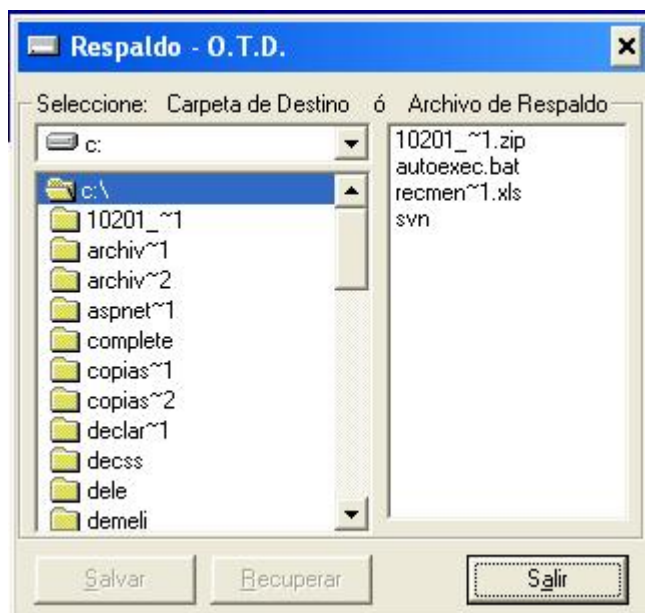 Respaldo - O.T.D.
Seleccione: Carpeta de Destino ó Archivo de Respaldo
c:
c:\
10201_~1
archiv~1
archiv~2
aspnet~1
complete
copias~1
copias~2
declar~1
decss
dele
demeli
10201_~1.zip
autoexec.bat
recmen~1.xls
svn
Salvar Recuperar Salir